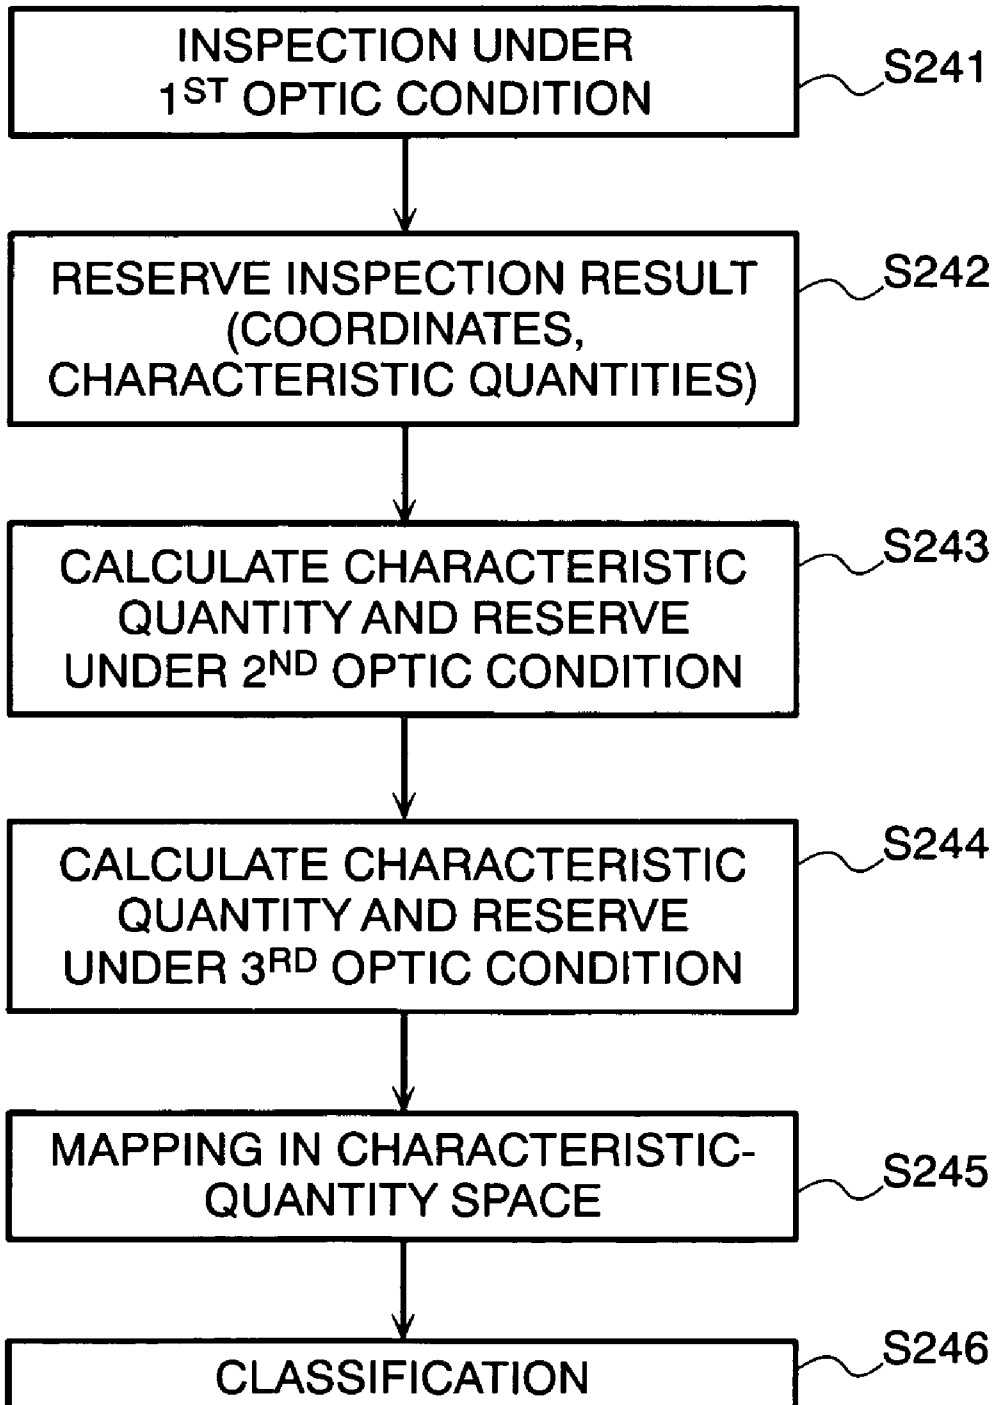 INSPECTION UNDER
1ST OPTIC CONDITION
S241
RESERVE INSPECTION RESULT
(COORDINATES,
CHARACTERISTIC QUANTITIES)
S242
CALCULATE CHARACTERISTIC
QUANTITY AND RESERVE
UNDER 2ND OPTIC CONDITION
S243
CALCULATE CHARACTERISTIC
QUANTITY AND RESERVE
UNDER 3RD OPTIC CONDITION
S244
MAPPING IN CHARACTERISTIC-
QUANTITY SPACE
S245
CLASSIFICATION
S246